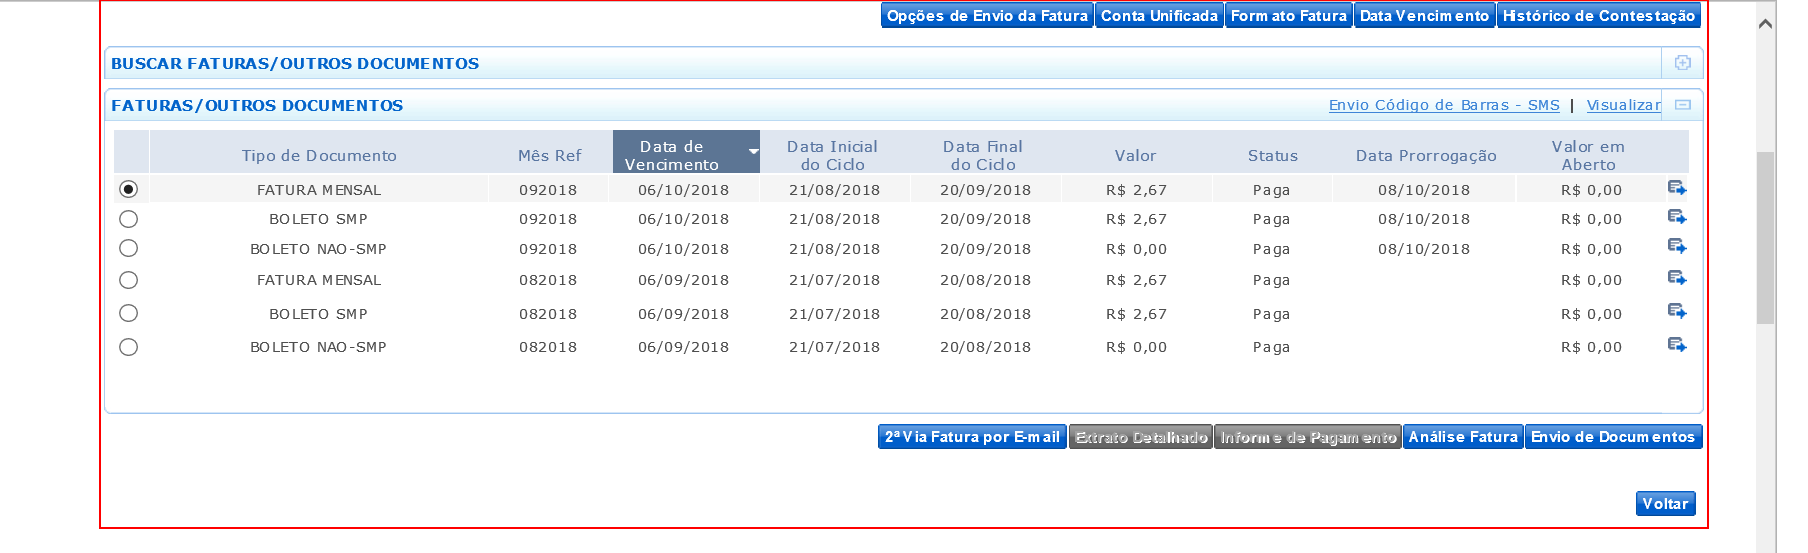 Opções de Envio da Fatura Conta Unificada Formato Fatura Data Vencimento Histórico de Contestação
BUSCAR FATURAS/OUTROS DOCUMENTOS
FATURAS/OUTROS DOCUMENTOS Envio Código de Barras - SMS | Visualizar
Tipo de Documento Mês Ref Data de Vencimento Data Inicial do Ciclo Data Final do Ciclo Valor Status Data Prorrogação Valor em Aberto
FATURA MENSAL 092018 06/10/2018 21/08/2018 20/09/2018 R$ 2,67 Paga 08/10/2018 R$ 0,00
BOLETO SMP 092018 06/10/2018 21/08/2018 20/09/2018 R$ 2,67 Paga 08/10/2018 R$ 0,00
BOLETO NAO-SMP 092018 06/10/2018 21/08/2018 20/09/2018 R$ 0,00 Paga 08/10/2018 R$ 0,00
FATURA MENSAL 082018 06/09/2018 21/07/2018 20/08/2018 R$ 2,67 Paga R$ 0,00
BOLETO SMP 082018 06/09/2018 21/07/2018 20/08/2018 R$ 2,67 Paga R$ 0,00
BOLETO NAO-SMP 082018 06/09/2018 21/07/2018 20/08/2018 R$ 0,00 Paga R$ 0,00
2ª Via Fatura por E-mail Extrato Detalhado Informe de Pagamento Análise Fatura Envio de Documentos
Voltar